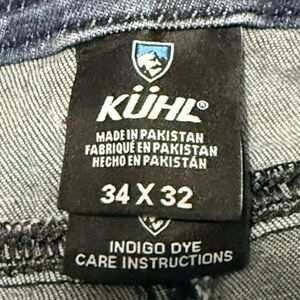 KÜHL®
MADE IN PAKISTAN
FABRIQUÉ EN PAKISTAN
HECHO EN PAKISTÁN
34 X 32
INDIGO DYE
CARE INSTRUCTIONS